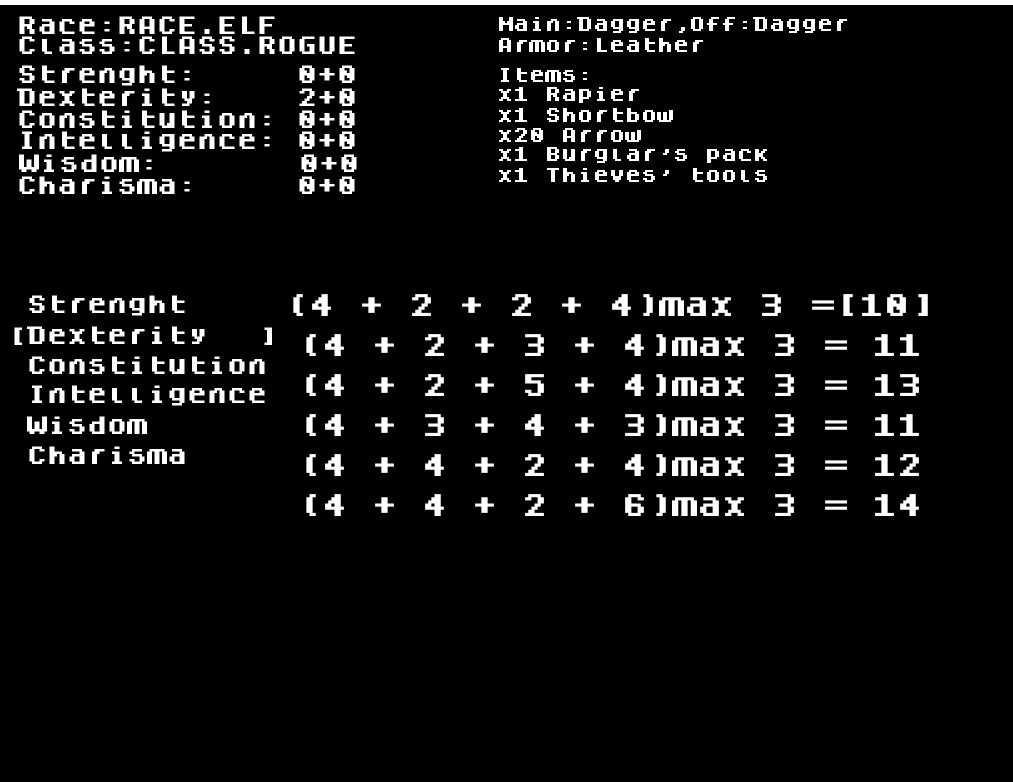 Race:RACE.ELF
Class:CLASS.ROGUE
Strenght: 0+0
Dexterity: 2+0
Constitution: 0+0
Intelligence: 0+0
Wisdom: 0+0
Charisma: 0+0
Main:Dagger,Off:Dagger
Armor:Leather
Items:
x1 Rapier
x1 Shortbow
x20 Arrow
x1 Burglar's pack
x1 Thieves' tools
Strenght
[Dexterity ]
Constitution
Intelligence
Wisdom
Charisma
(4 + 2 + 2 + 4)max 3 =[10]
(4 + 2 + 3 + 4)max 3 = 11
(4 + 2 + 5 + 4)max 3 = 13
(4 + 3 + 4 + 3)max 3 = 11
(4 + 4 + 2 + 4)max 3 = 12
(4 + 4 + 2 + 6)max 3 = 14